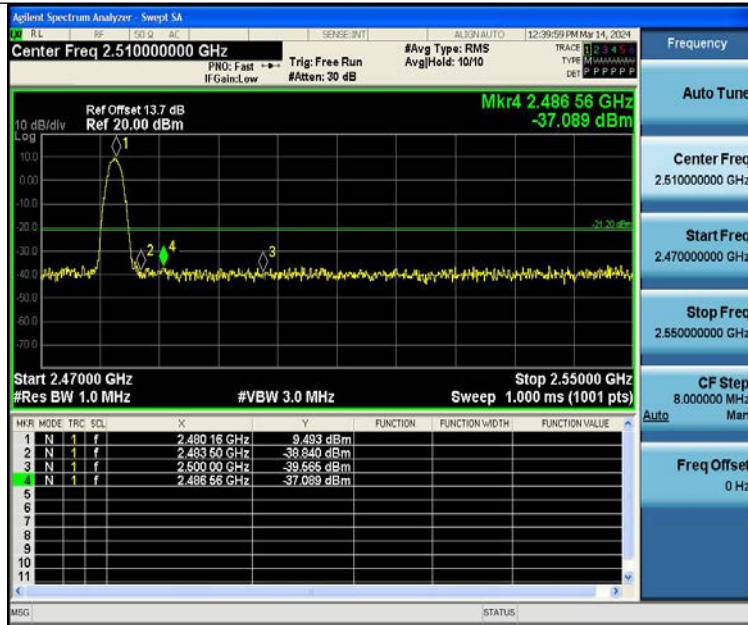 Agilent Spectrum Analyzer - Swept SA
RL RF 50 Ω AC SENSE:INT ALIGNAUTO 12:39:59 PM Mar 14, 2024
Center Freq 2.510000000 GHz
PNO: Fast
IFGain:Low
Trig: Free Run
#Atten: 30 dB
#Avg Type: RMS
Avg|Hold: 10/10
TRACE 1 2 3 4 5 6
TYPE M
DET P P P P P P
Frequency
Auto Tune
Center Freq
2.510000000 GHz
Start Freq
2.470000000 GHz
Stop Freq
2.550000000 GHz
CF Step
8.000000 MHz
Auto Man
Freq Offset
0 Hz
Mkr4 2.486 56 GHz
-37.089 dBm
Ref Offset 13.7 dB
10 dB/div Ref 20.00 dBm
Log
10.0
0.00
-10.0
-20.0
-30.0
-40.0
-50.0
-60.0
-70.0
1
2
4
3
-21.20 dBm
Start 2.47000 GHz Stop 2.55000 GHz
#Res BW 1.0 MHz #VBW 3.0 MHz Sweep 1.000 ms (1001 pts)
MKR MODE TRC SCL X Y FUNCTION FUNCTION WIDTH FUNCTION VALUE
1 N 1 f 2.480 16 GHz 9.493 dBm
2 N 1 f 2.483 50 GHz -38.840 dBm
3 N 1 f 2.500 00 GHz -39.565 dBm
4 N 1 f 2.486 56 GHz -37.089 dBm
5
6
7
8
9
10
11
MSG STATUS